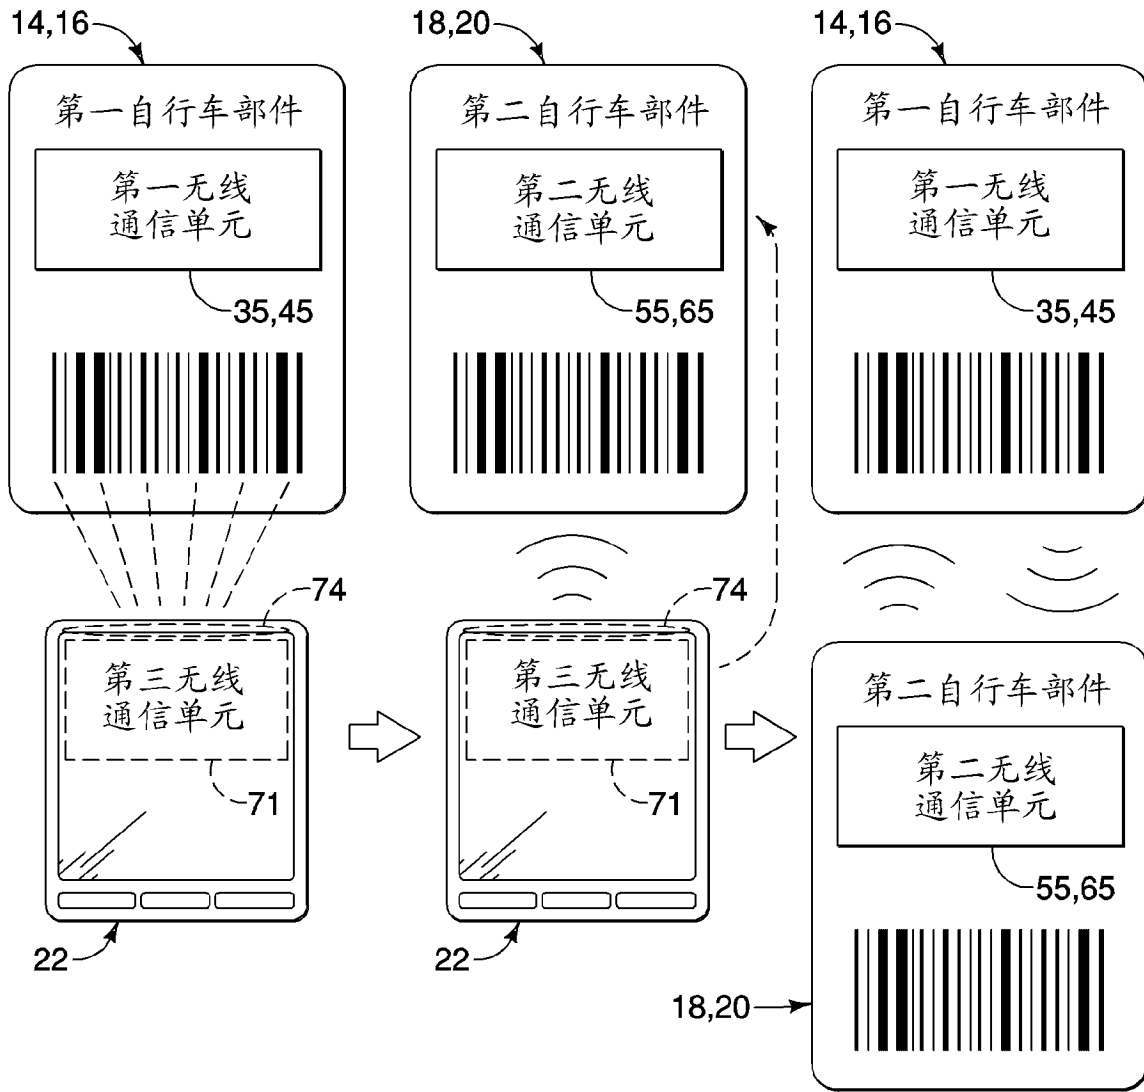 14,16
18,20
14,16
第一自行车部件
第二自行车部件
第一自行车部件
第一无线
通信单元
第二无线
通信单元
第一无线
通信单元
35,45
55,65
35,45
74
74
第三无线
通信单元
第三无线
通信单元
第二自行车部件
71
71
第二无线
通信单元
55,65
22
22
18,20